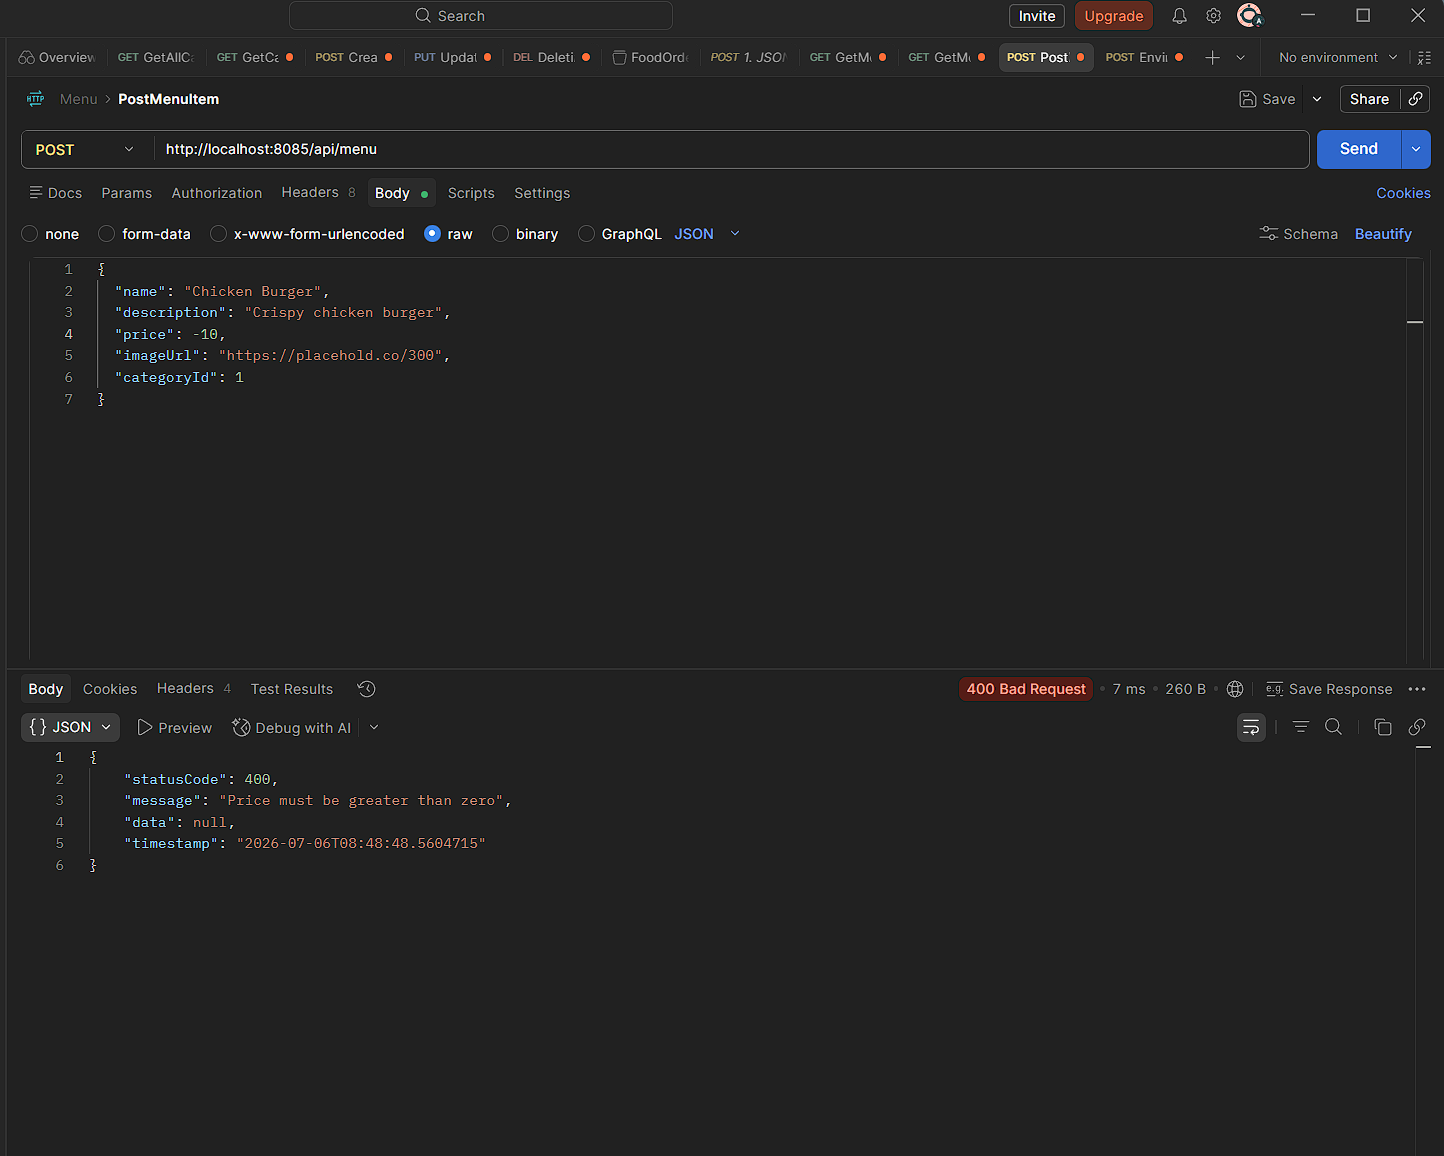 Search
Invite
Upgrade
Overview
GET GetAllCa
GET GetCa
POST Crea
PUT Updat
DEL Deleti
FoodOrde
POST 1. JSON
GET GetMe
GET GetMe
POST Post
POST Envi
No environment
Menu > PostMenuItem
Save
Share
POST
http://localhost:8085/api/menu
Send
Docs
Params
Authorization
Headers 8
Body
Scripts
Settings
Cookies
none
form-data
x-www-form-urlencoded
raw
binary
GraphQL
JSON
Schema
Beautify
1 {
2 "name": "Chicken Burger",
3 "description": "Crispy chicken burger",
4 "price": -10,
5 "imageUrl": "https://placehold.co/300",
6 "categoryId": 1
7 }
Body
Cookies
Headers 4
Test Results
400 Bad Request • 7 ms • 260 B
e.g. Save Response
{} JSON
Preview
Debug with AI
1 {
2 "statusCode": 400,
3 "message": "Price must be greater than zero",
4 "data": null,
5 "timestamp": "2026-07-06T08:48:48.5604715"
6 }